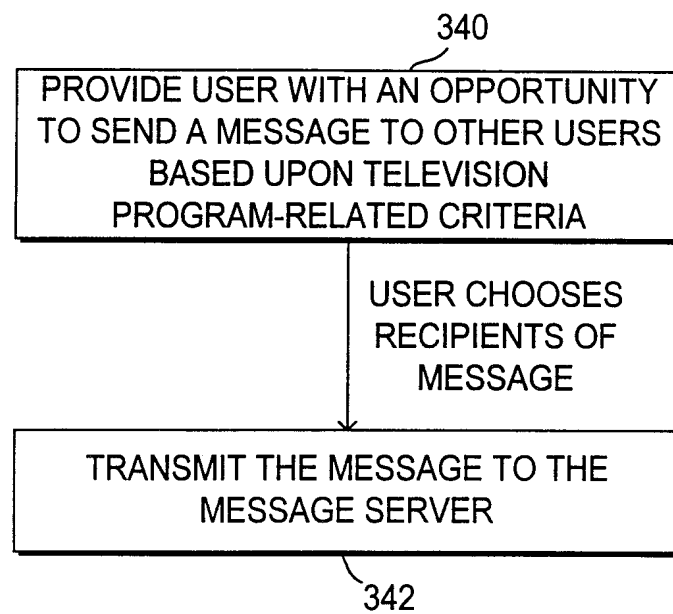 340
PROVIDE USER WITH AN OPPORTUNITY
TO SEND A MESSAGE TO OTHER USERS
BASED UPON TELEVISION
PROGRAM-RELATED CRITERIA
USER CHOOSES
RECIPIENTS OF
MESSAGE
TRANSMIT THE MESSAGE TO THE
MESSAGE SERVER
342